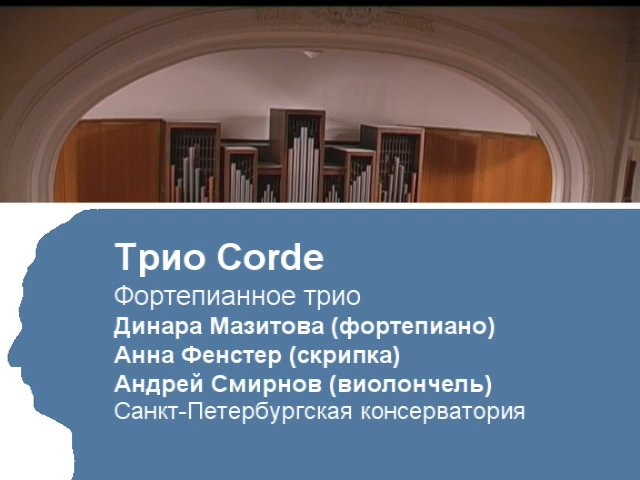 Трио Corde
Фортепианное трио
Динара Мазитова (фортепиано)
Анна Фенстер (скрипка)
Андрей Смирнов (виолончель)
Санкт-Петербургская консерватория